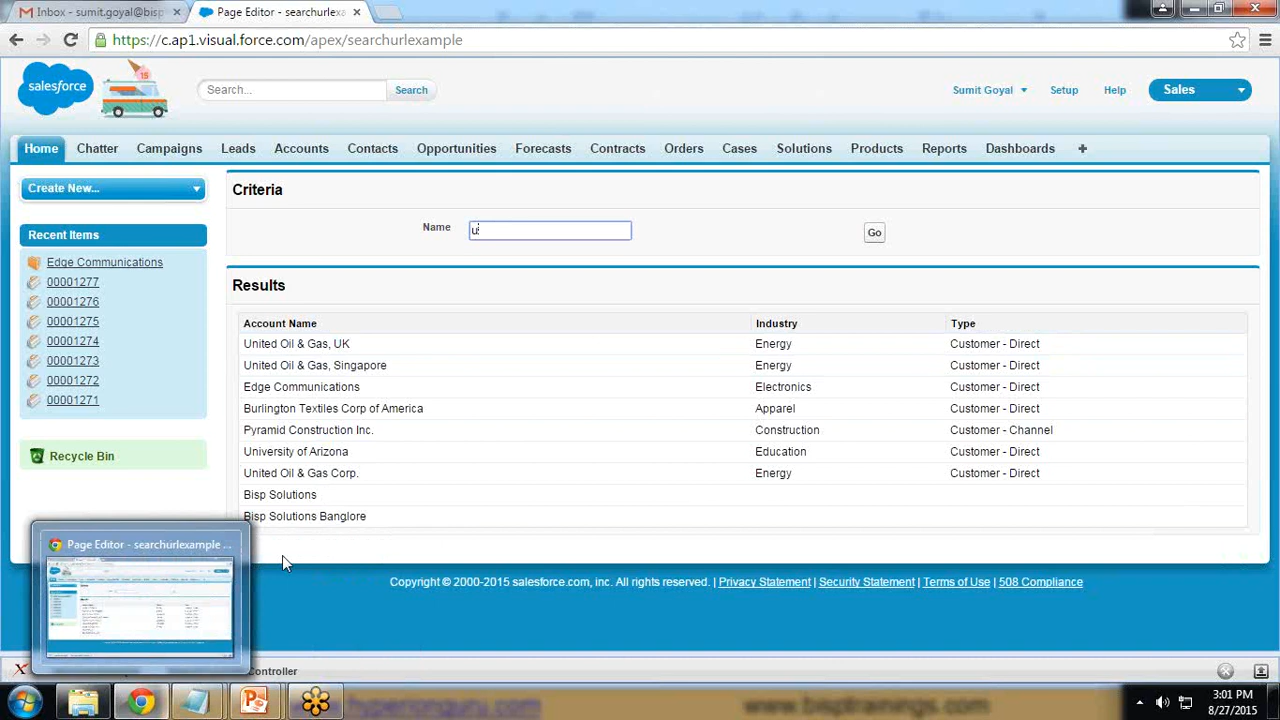 Inbox - sumit.goyal@bisp
Page Editor - searchurlexa
https://c.ap1.visual.force.com/apex/searchurlexample
salesforce
15
Search...
Search
Sumit Goyal
Setup
Help
Sales
Home
Chatter
Campaigns
Leads
Accounts
Contacts
Opportunities
Forecasts
Contracts
Orders
Cases
Solutions
Products
Reports
Dashboards
Create New...
Recent Items
Edge Communications
00001277
00001276
00001275
00001274
00001273
00001272
00001271
Recycle Bin
Criteria
Name
u
Go
Results
Account Name Industry Type
United Oil & Gas, UK Energy Customer - Direct
United Oil & Gas, Singapore Energy Customer - Direct
Edge Communications Electronics Customer - Direct
Burlington Textiles Corp of America Apparel Customer - Direct
Pyramid Construction Inc. Construction Customer - Channel
University of Arizona Education Customer - Direct
United Oil & Gas Corp. Energy Customer - Direct
Bisp Solutions
Bisp Solutions Banglore
Page Editor - searchurlexample ...
Copyright © 2000-2015 salesforce.com, inc. All rights reserved. | Privacy Statement | Security Statement | Terms of Use | 508 Compliance
Controller
3:01 PM
8/27/2015